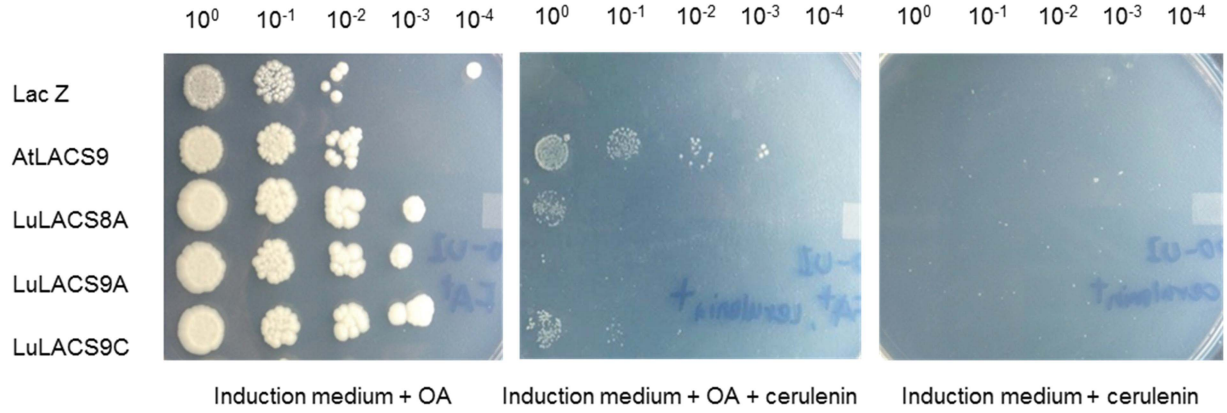 10⁰ 10⁻¹ 10⁻² 10⁻³ 10⁻⁴ 10⁰ 10⁻¹ 10⁻² 10⁻³ 10⁻⁴ 10⁰ 10⁻¹ 10⁻² 10⁻³ 10⁻⁴
Lac Z
AtLACS9
LuLACS8A
LuLACS9A
LuLACS9C
cerulenin +
cerulenin +
Induction medium + OA Induction medium + OA + cerulenin Induction medium + cerulenin